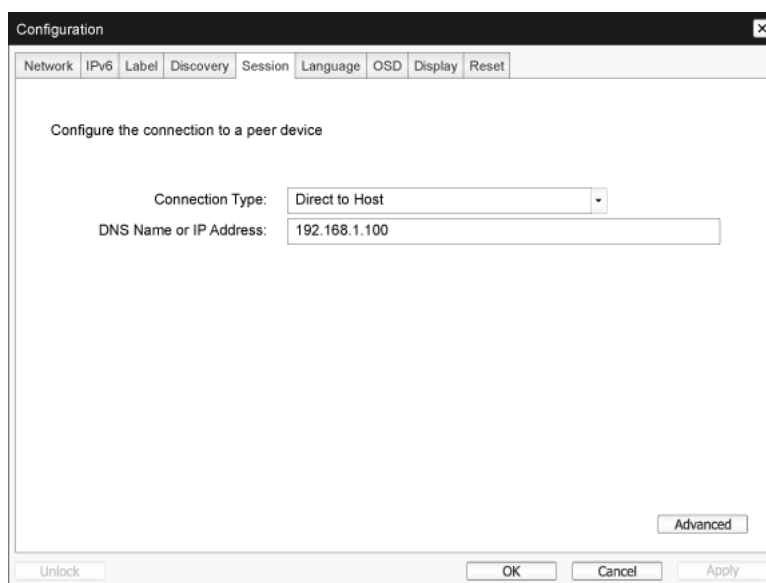 Configuration
Network IPv6 Label Discovery Session Language OSD Display Reset
Configure the connection to a peer device
Connection Type: Direct to Host
DNS Name or IP Address: 192.168.1.100
Advanced
Unlock OK Cancel Apply